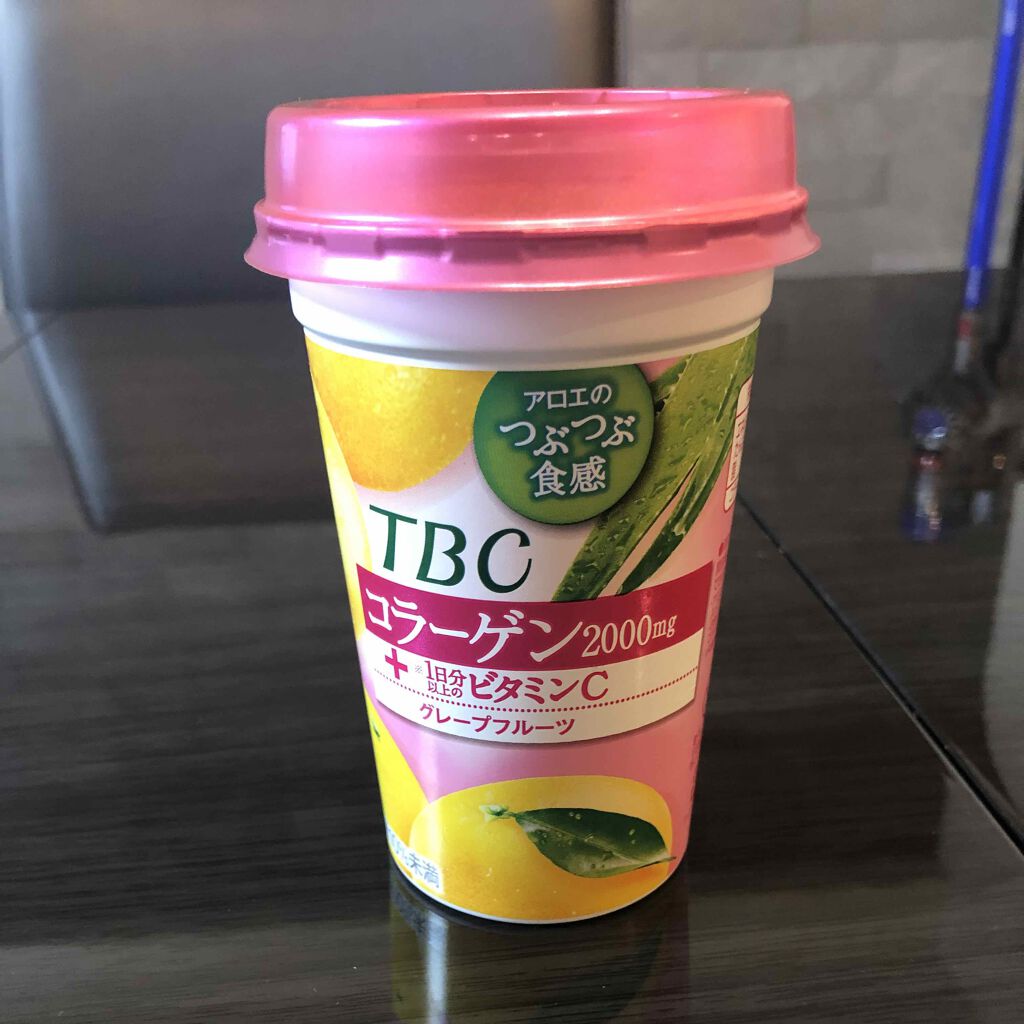 アロエの
つぶつぶ
食感
TBC
コラーゲン2000mg
+ ※1日分以上のビタミンC
グレープフルーツ
未満